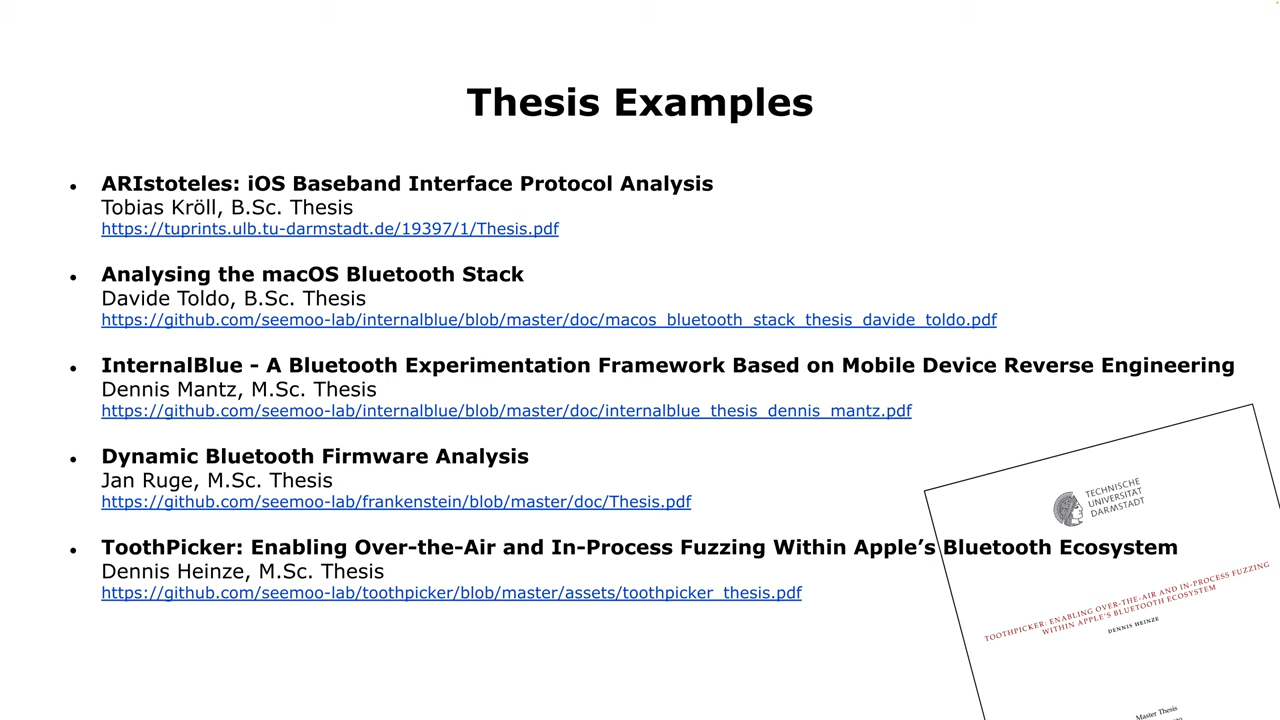 Thesis Examples
• ARIstoteles: iOS Baseband Interface Protocol Analysis
Tobias Kröll, B.Sc. Thesis
https://tuprints.ulb.tu-darmstadt.de/19397/1/Thesis.pdf
• Analysing the macOS Bluetooth Stack
Davide Toldo, B.Sc. Thesis
https://github.com/seemoo-lab/internalblue/blob/master/doc/macos_bluetooth_stack_thesis_davide_toldo.pdf
• InternalBlue - A Bluetooth Experimentation Framework Based on Mobile Device Reverse Engineering
Dennis Mantz, M.Sc. Thesis
https://github.com/seemoo-lab/internalblue/blob/master/doc/internalblue_thesis_dennis_mantz.pdf
• Dynamic Bluetooth Firmware Analysis
Jan Ruge, M.Sc. Thesis
https://github.com/seemoo-lab/frankenstein/blob/master/doc/Thesis.pdf
• ToothPicker: Enabling Over-the-Air and In-Process Fuzzing Within Apple’s Bluetooth Ecosystem
Dennis Heinze, M.Sc. Thesis
https://github.com/seemoo-lab/toothpicker/blob/master/assets/toothpicker_thesis.pdf
TECHNISCHE
UNIVERSITÄT
DARMSTADT
TOOTHPICKER: ENABLING OVER-THE-AIR AND IN-PROCESS FUZZING
WITHIN APPLE'S BLUETOOTH ECOSYSTEM
DENNIS HEINZE
Master Thesis